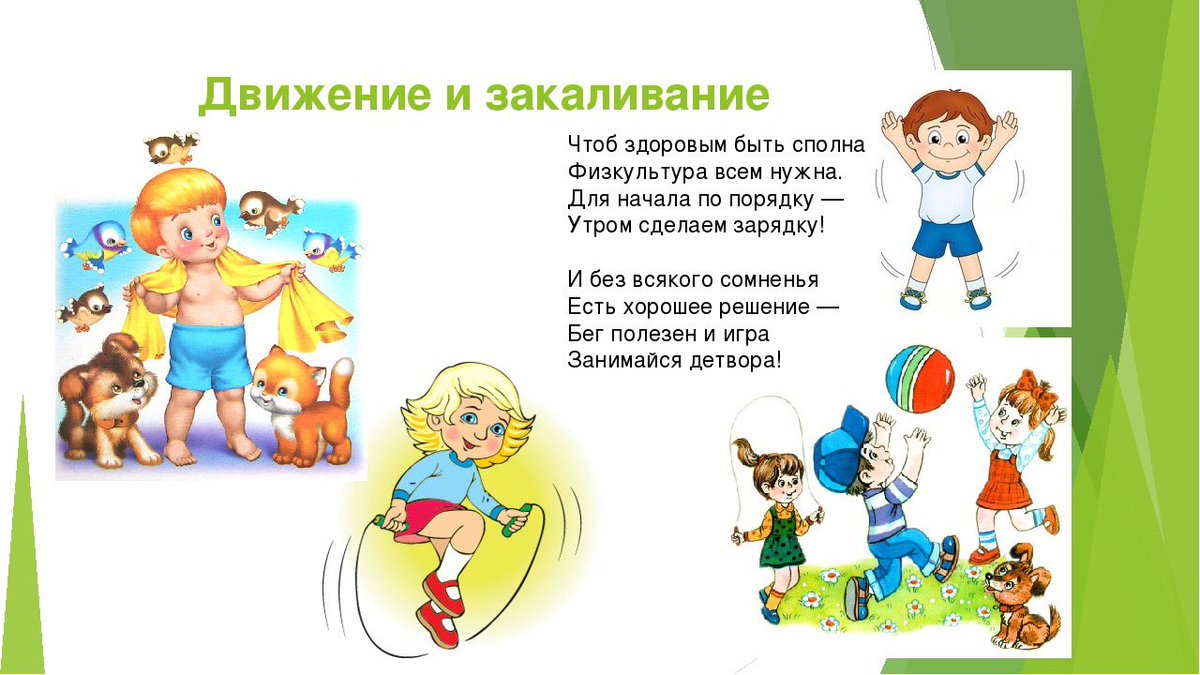 Движение и закаливание
Чтоб здоровым быть сполна
Физкультура всем нужна.
Для начала по порядку —
Утром сделаем зарядку!
И без всякого сомненья
Есть хорошее решение —
Бег полезен и игра
Занимайся детвора!